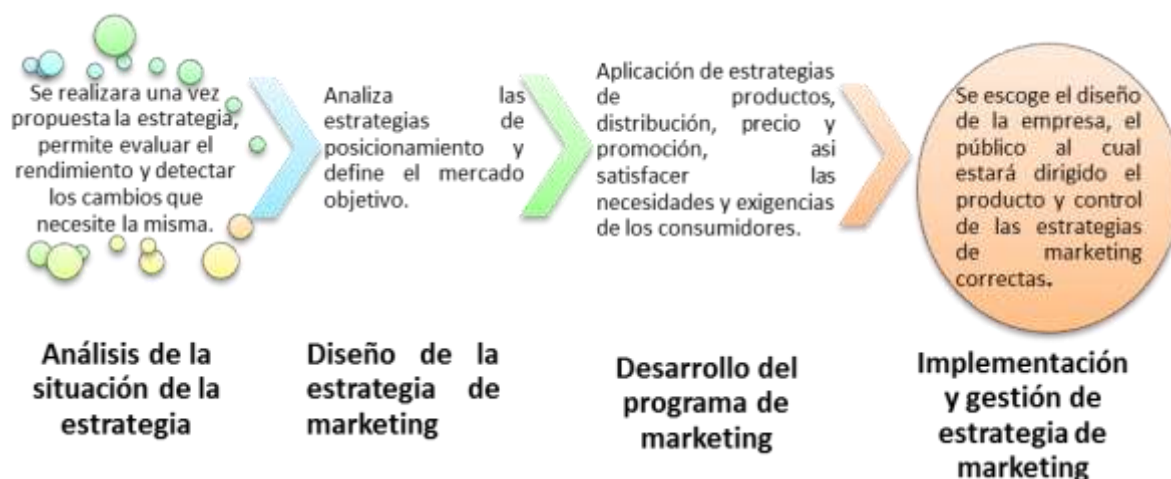 Se realizara una vez
propuesta la estrategia,
permite evaluar el
rendimiento y detectar
los cambios que
necesite la misma.
Analiza las
estrategias de
posicionamiento y
define el mercado
objetivo.
Aplicación de estrategias
de productos,
distribución, precio y
promoción, asi
satisfacer las
necesidades y exigencias
de los consumidores.
Se escoge el diseño
de la empresa, el
público al cual
estará dirigido el
producto y control
de las estrategias
de marketing
correctas.
Análisis de la
situación de la
estrategia
Diseño de la
estrategia de
marketing
Desarrollo del
programa de
marketing
Implementación
y gestión de
estrategia de
marketing